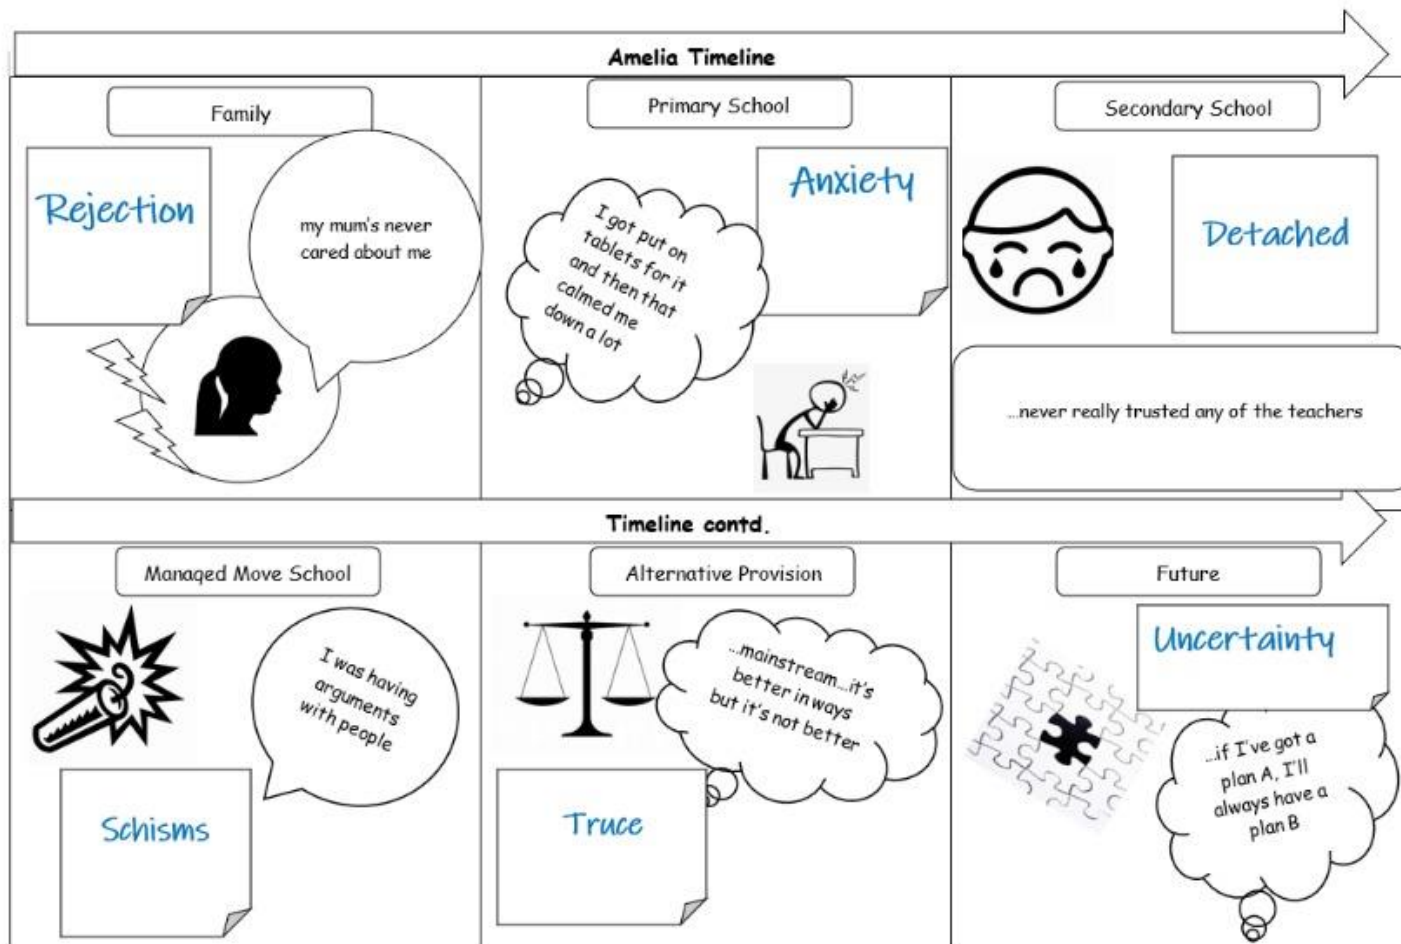 Amelia Timeline
Family
Rejection
my mum's never
cared about me
Primary School
Anxiety
I got put on
tablets for it
and then that
calmed me
down a lot
Secondary School
Detached
...never really trusted any of the teachers
Timeline contd.
Managed Move School
I was having
arguments
with people
Schisms
Alternative Provision
...mainstream...it's
better in ways
but it's not better
Truce
Future
Uncertainty
...if I've got a
plan A, I'll
always have a
plan B